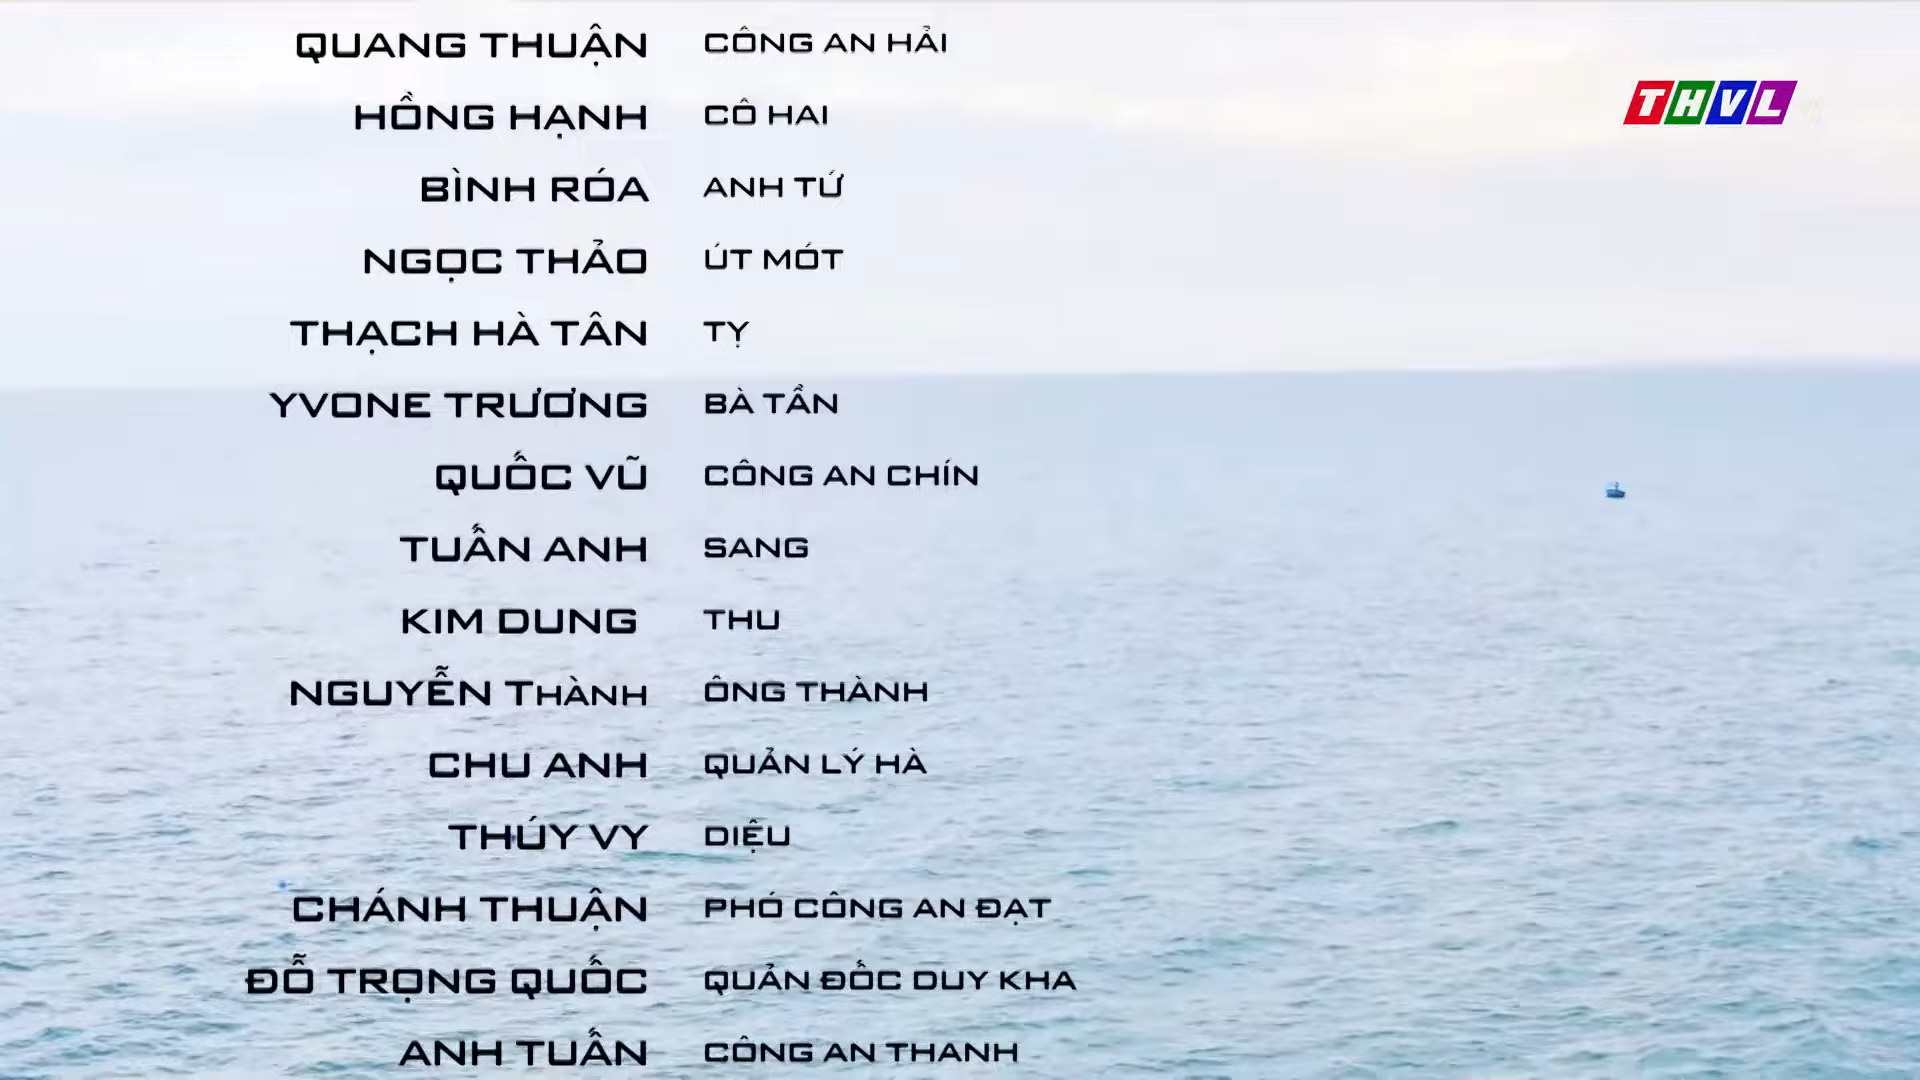 QUANG THUẬN CÔNG AN HẢI
THVL
HỒNG HẠNH CÔ HAI
BÌNH RÓA ANH TỨ
NGỌC THẢO ÚT MÓT
THẠCH HÀ TÂN TỴ
YVONE TRƯƠNG BÀ TẦN
QUỐC VŨ CÔNG AN CHÍN
TUẤN ANH SANG
KIM DUNG THU
NGUYỄN THÀNH ÔNG THÀNH
CHU ANH QUẢN LÝ HÀ
THÚY VY DIỆU
CHÁNH THUẬN PHÓ CÔNG AN ĐẠT
ĐỖ TRỌNG QUỐC QUẢN ĐỐC DUY KHA
ANH TUẤN CÔNG AN THANH